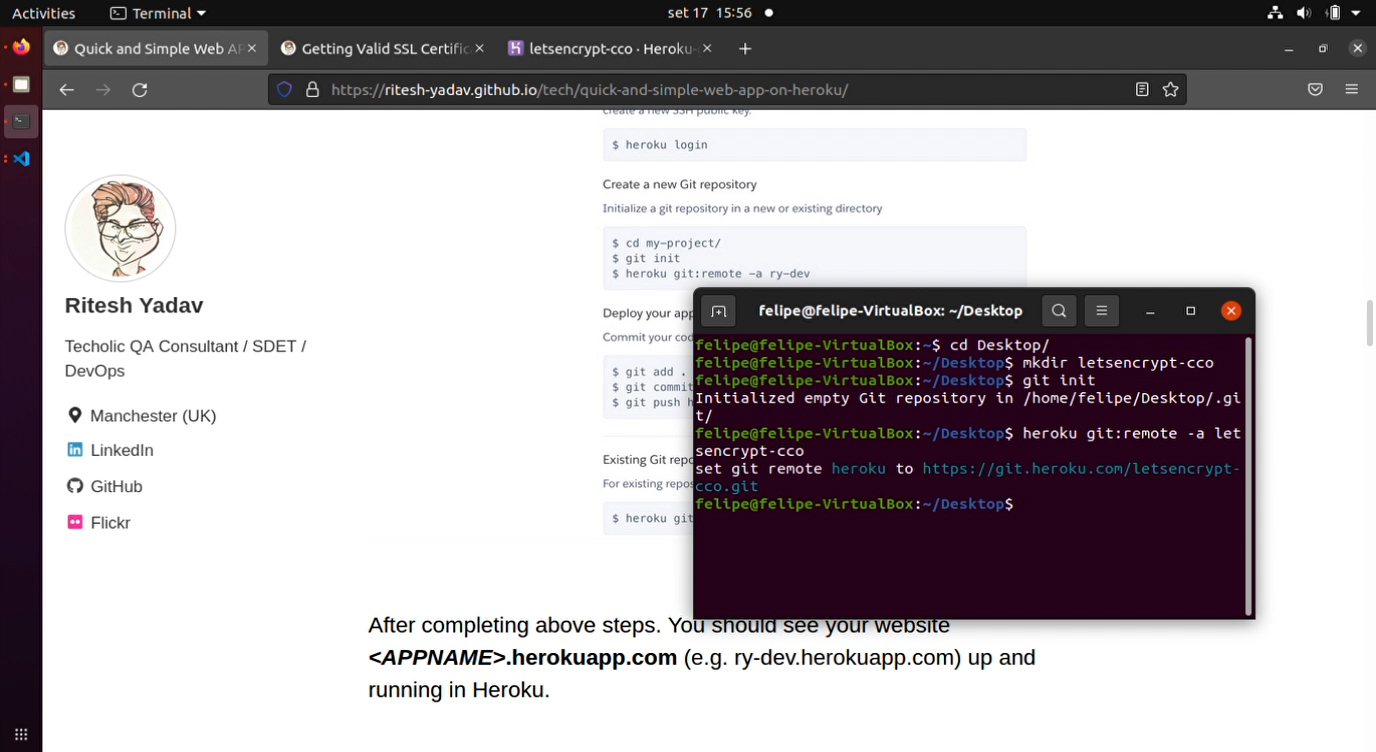 Activities
Terminal
set 17 15:56
Quick and Simple Web AP
Getting Valid SSL Certific
letsencrypt-cco · Heroku-
https://ritesh-yadav.github.io/tech/quick-and-simple-web-app-on-heroku/
create a new SSH public key.
$ heroku login
Create a new Git repository
Initialize a git repository in a new or existing directory
$ cd my-project/
$ git init
$ heroku git:remote -a ry-dev
Deploy your app
Commit your cod
$ git add .
$ git commit
$ git push h
Existing Git repo
For existing repos
$ heroku git
Ritesh Yadav
Techolic QA Consultant / SDET /
DevOps
Manchester (UK)
LinkedIn
GitHub
Flickr
felipe@felipe-VirtualBox: ~/Desktop
felipe@felipe-VirtualBox:~$ cd Desktop/
felipe@felipe-VirtualBox:~/Desktop$ mkdir letsencrypt-cco
felipe@felipe-VirtualBox:~/Desktop$ git init
Initialized empty Git repository in /home/felipe/Desktop/.gi
t/
felipe@felipe-VirtualBox:~/Desktop$ heroku git:remote -a let
sencrypt-cco
set git remote heroku to https://git.heroku.com/letsencrypt-
cco.git
felipe@felipe-VirtualBox:~/Desktop$
After completing above steps. You should see your website
<APPNAME>.herokuapp.com (e.g. ry-dev.herokuapp.com) up and
running in Heroku.